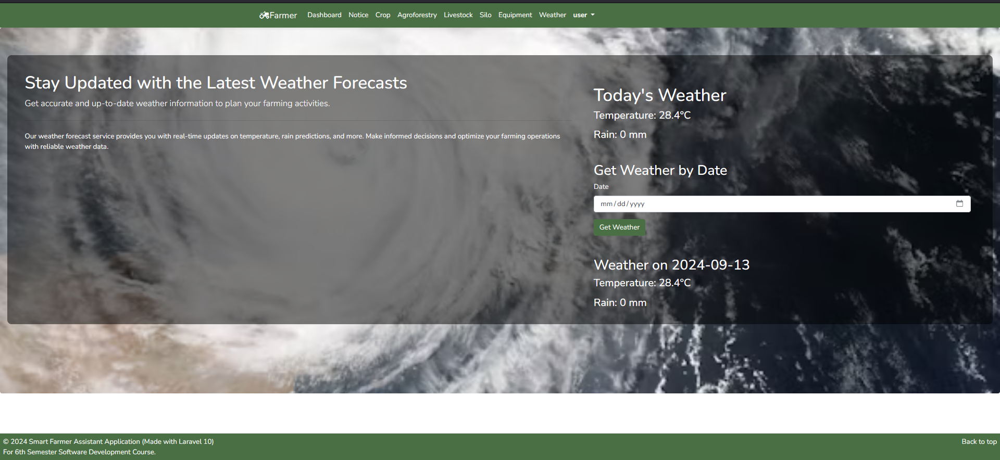 Farmer Dashboard Notice Crop Agroforestry Livestock Silo Equipment Weather user
Stay Updated with the Latest Weather Forecasts
Get accurate and up-to-date weather information to plan your farming activities.
Our weather forecast service provides you with real-time updates on temperature, rain predictions, and more. Make informed decisions and optimize your farming operations
with reliable weather data.
Today's Weather
Temperature: 28.4°C
Rain: 0 mm
Get Weather by Date
Date
mm/dd/yyyy
Get Weather
Weather on 2024-09-13
Temperature: 28.4°C
Rain: 0 mm
© 2024 Smart Farmer Assistant Application (Made with Laravel 10)
For 6th Semester Software Development Course.
Back to top